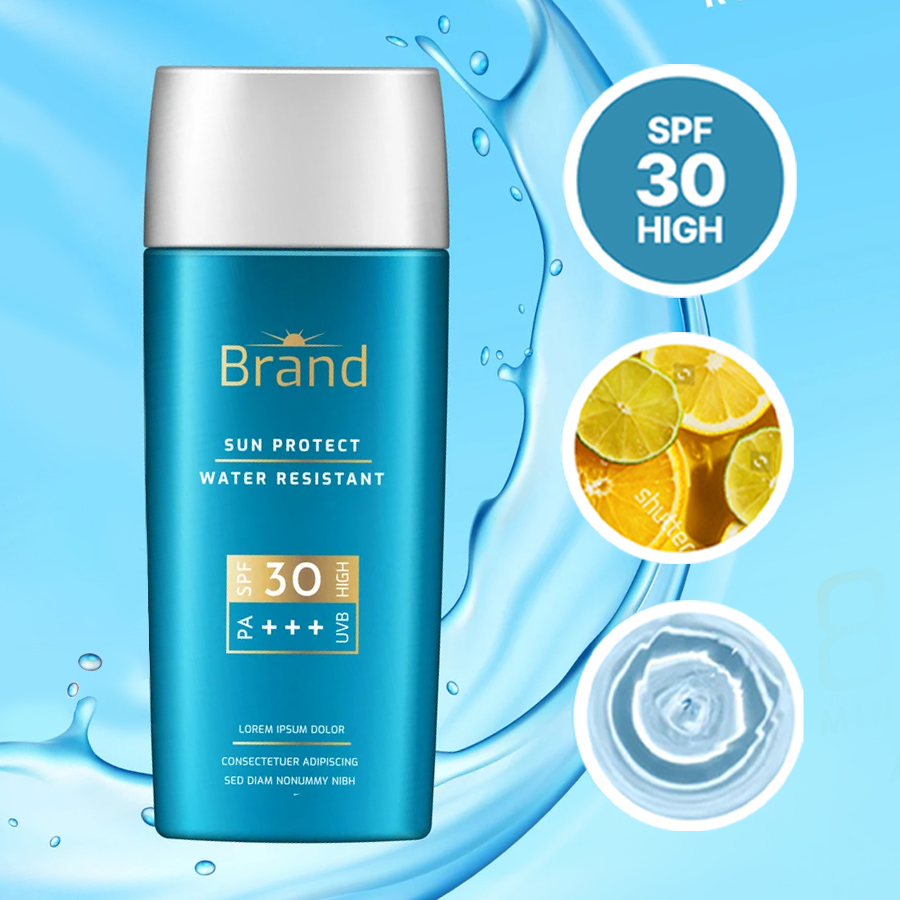 Brand
SUN PROTECT
WATER RESISTANT
SPF 30 HIGH
PA +++ UVB
LOREM IPSUM DOLOR
CONSECTETUER ADIPISCING
SED DIAM NONUMMY NIBH
SPF
30
HIGH
shutter